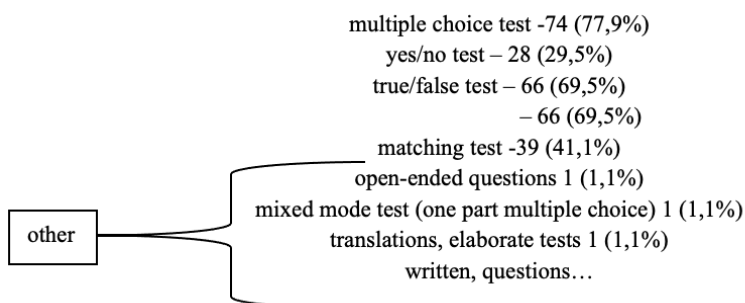 multiple choice test -74 (77,9%)
yes/no test – 28 (29,5%)
true/false test – 66 (69,5%)
– 66 (69,5%)
matching test -39 (41,1%)
open-ended questions 1 (1,1%)
mixed mode test (one part multiple choice) 1 (1,1%)
other
translations, elaborate tests 1 (1,1%)
written, questions…